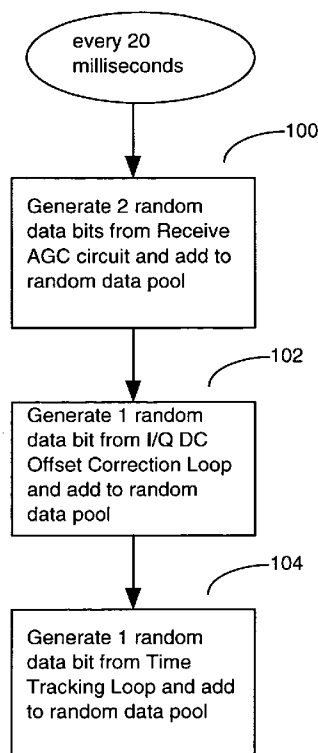 every 20
milliseconds
100
Generate 2 random
data bits from Receive
AGC circuit and add to
random data pool
102
Generate 1 random
data bit from I/Q DC
Offset Correction Loop
and add to random
data pool
104
Generate 1 random
data bit from Time
Tracking Loop and add
to random data pool